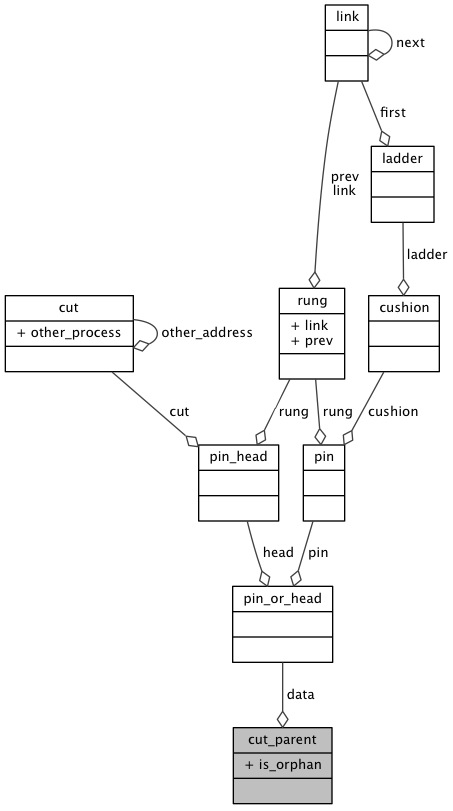 link
next
first
prev
link
ladder
ladder
rung
+ link
+ prev
cushion
cut
+ other_process
other_address
cut
rung
rung
cushion
pin_head
pin
head
pin
pin_or_head
data
cut_parent
+ is_orphan